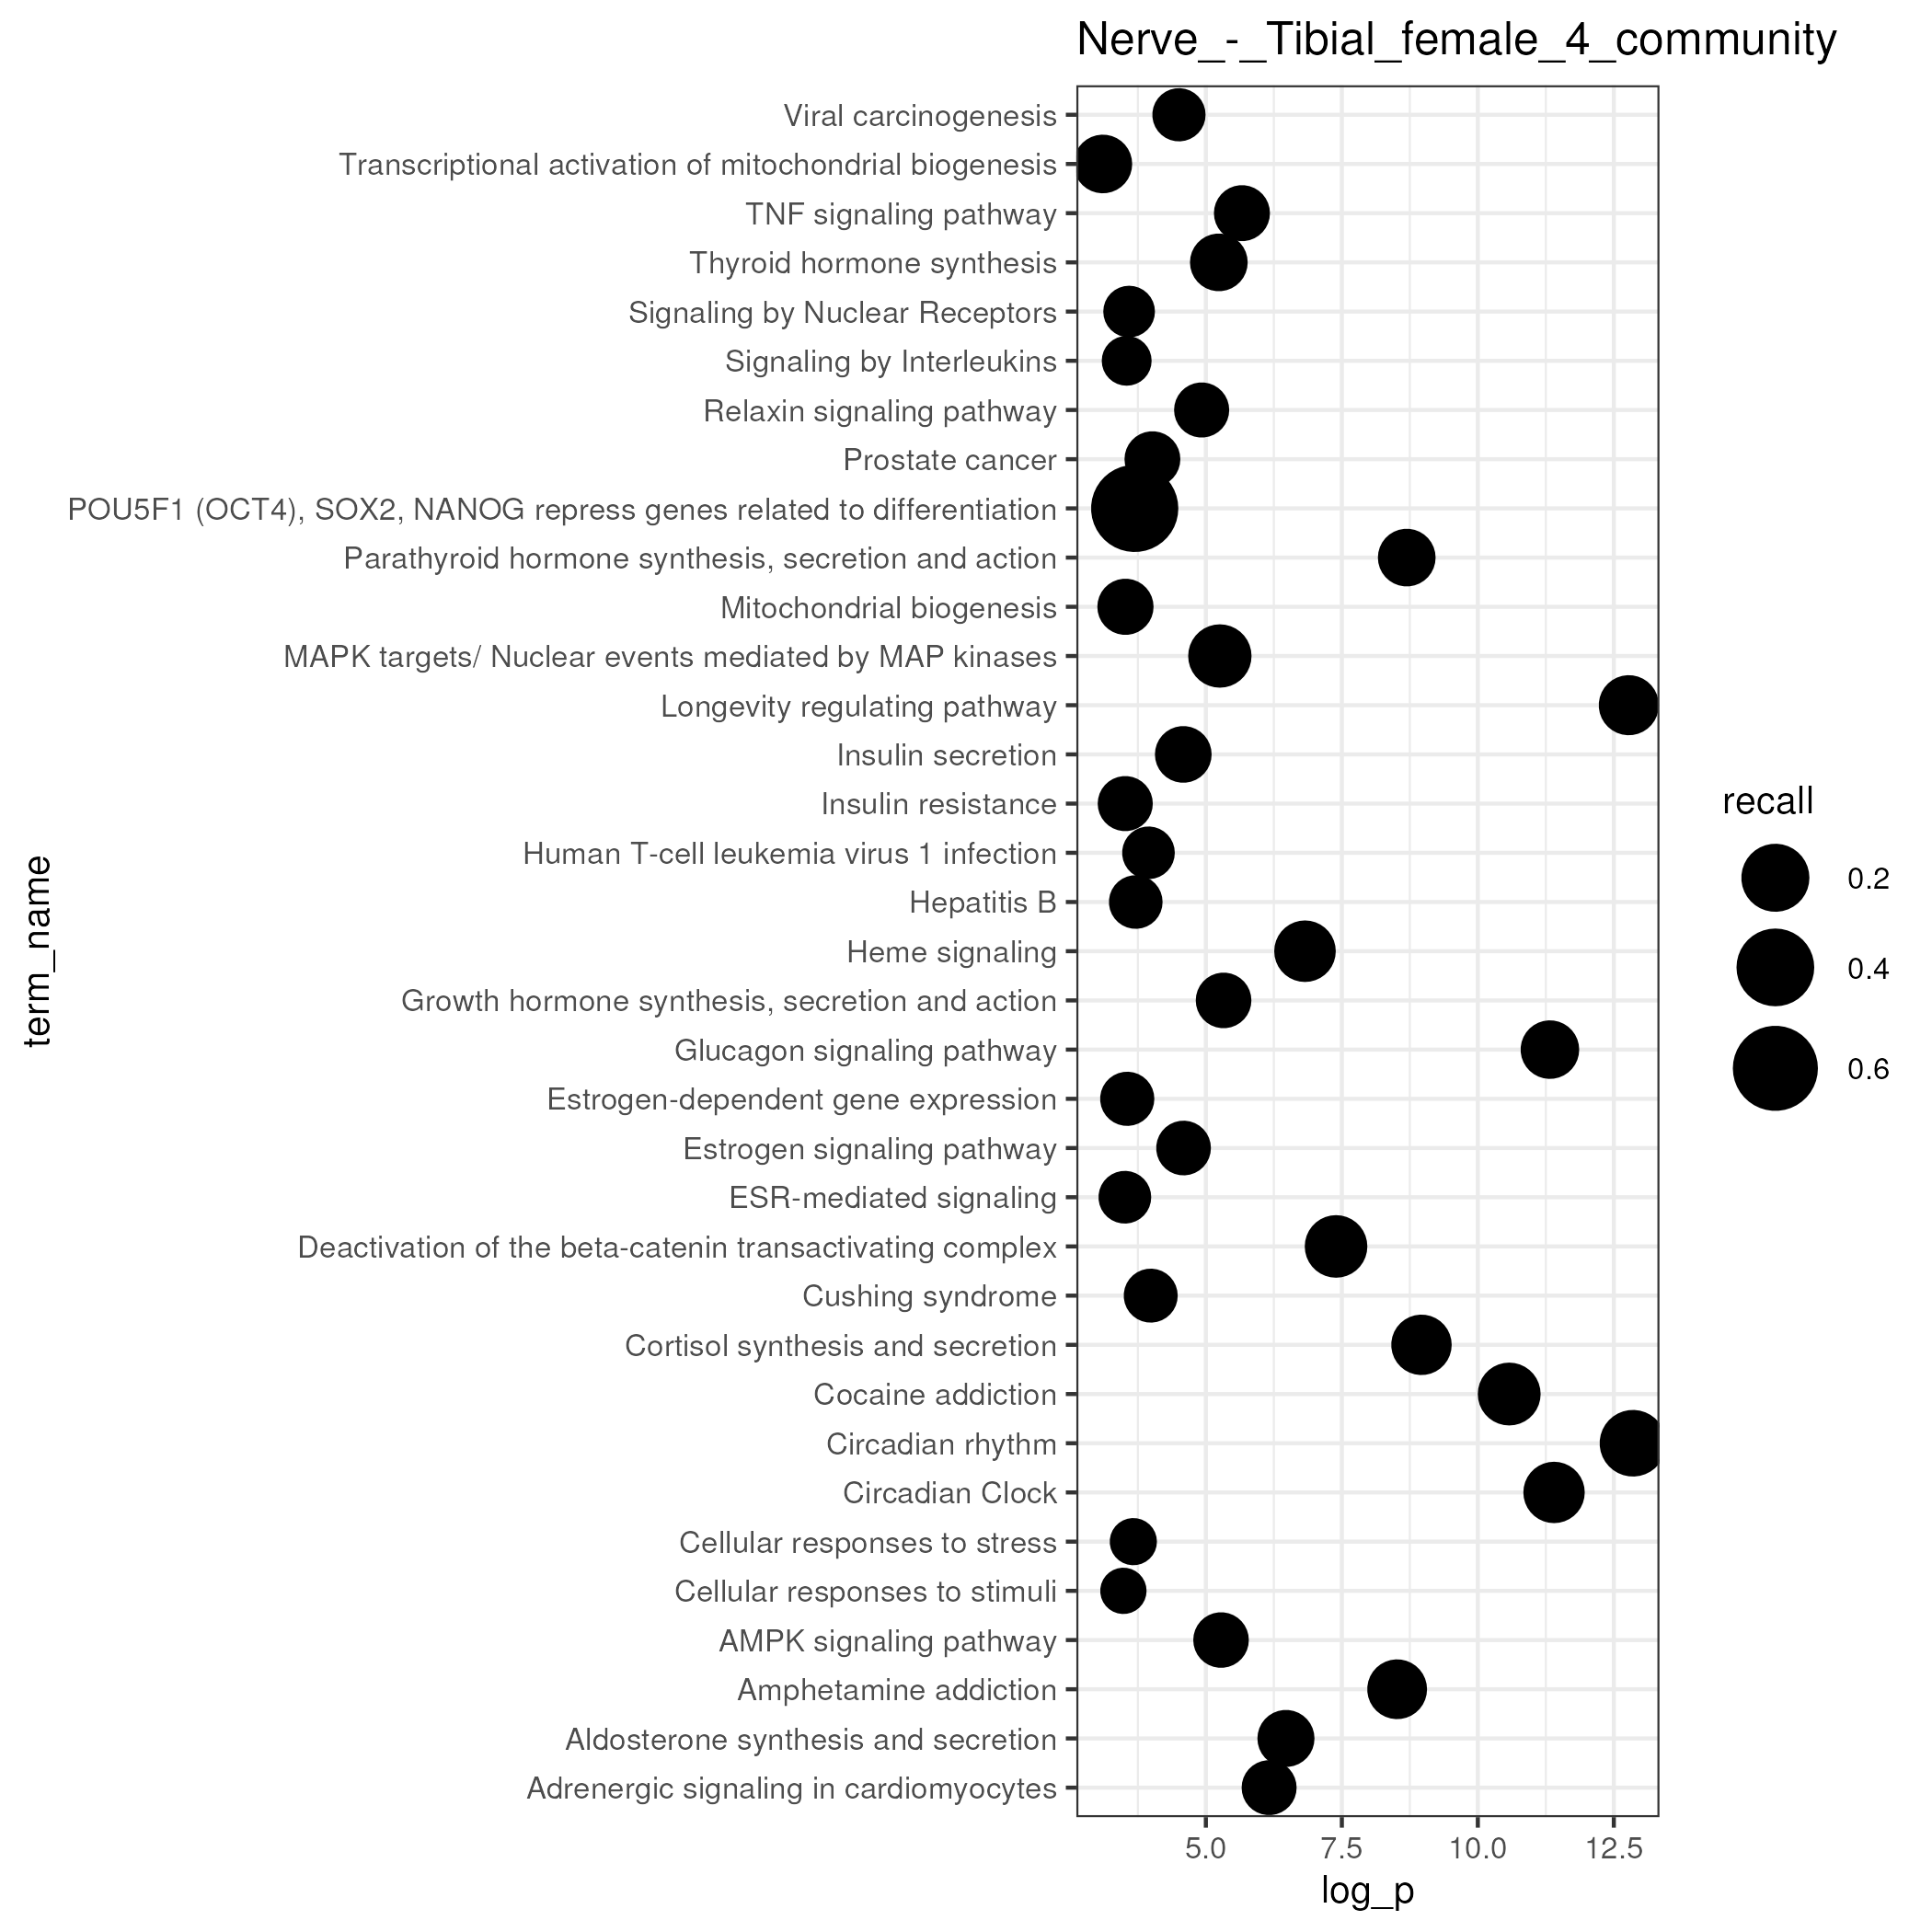 Nerve_-_Tibial_female_4_community
Viral carcinogenesis
Transcriptional activation of mitochondrial biogenesis
TNF signaling pathway
Thyroid hormone synthesis
Signaling by Nuclear Receptors
Signaling by Interleukins
Relaxin signaling pathway
Prostate cancer
POU5F1 (OCT4), SOX2, NANOG repress genes related to differentiation
Parathyroid hormone synthesis, secretion and action
Mitochondrial biogenesis
MAPK targets/ Nuclear events mediated by MAP kinases
Longevity regulating pathway
Insulin secretion
Insulin resistance
Human T-cell leukemia virus 1 infection
Hepatitis B
Heme signaling
Growth hormone synthesis, secretion and action
Glucagon signaling pathway
Estrogen-dependent gene expression
Estrogen signaling pathway
ESR-mediated signaling
Deactivation of the beta-catenin transactivating complex
Cushing syndrome
Cortisol synthesis and secretion
Cocaine addiction
Circadian rhythm
Circadian Clock
Cellular responses to stress
Cellular responses to stimuli
AMPK signaling pathway
Amphetamine addiction
Aldosterone synthesis and secretion
Adrenergic signaling in cardiomyocytes
term_name
5.0 7.5 10.0 12.5
log_p
recall
0.2
0.4
0.6